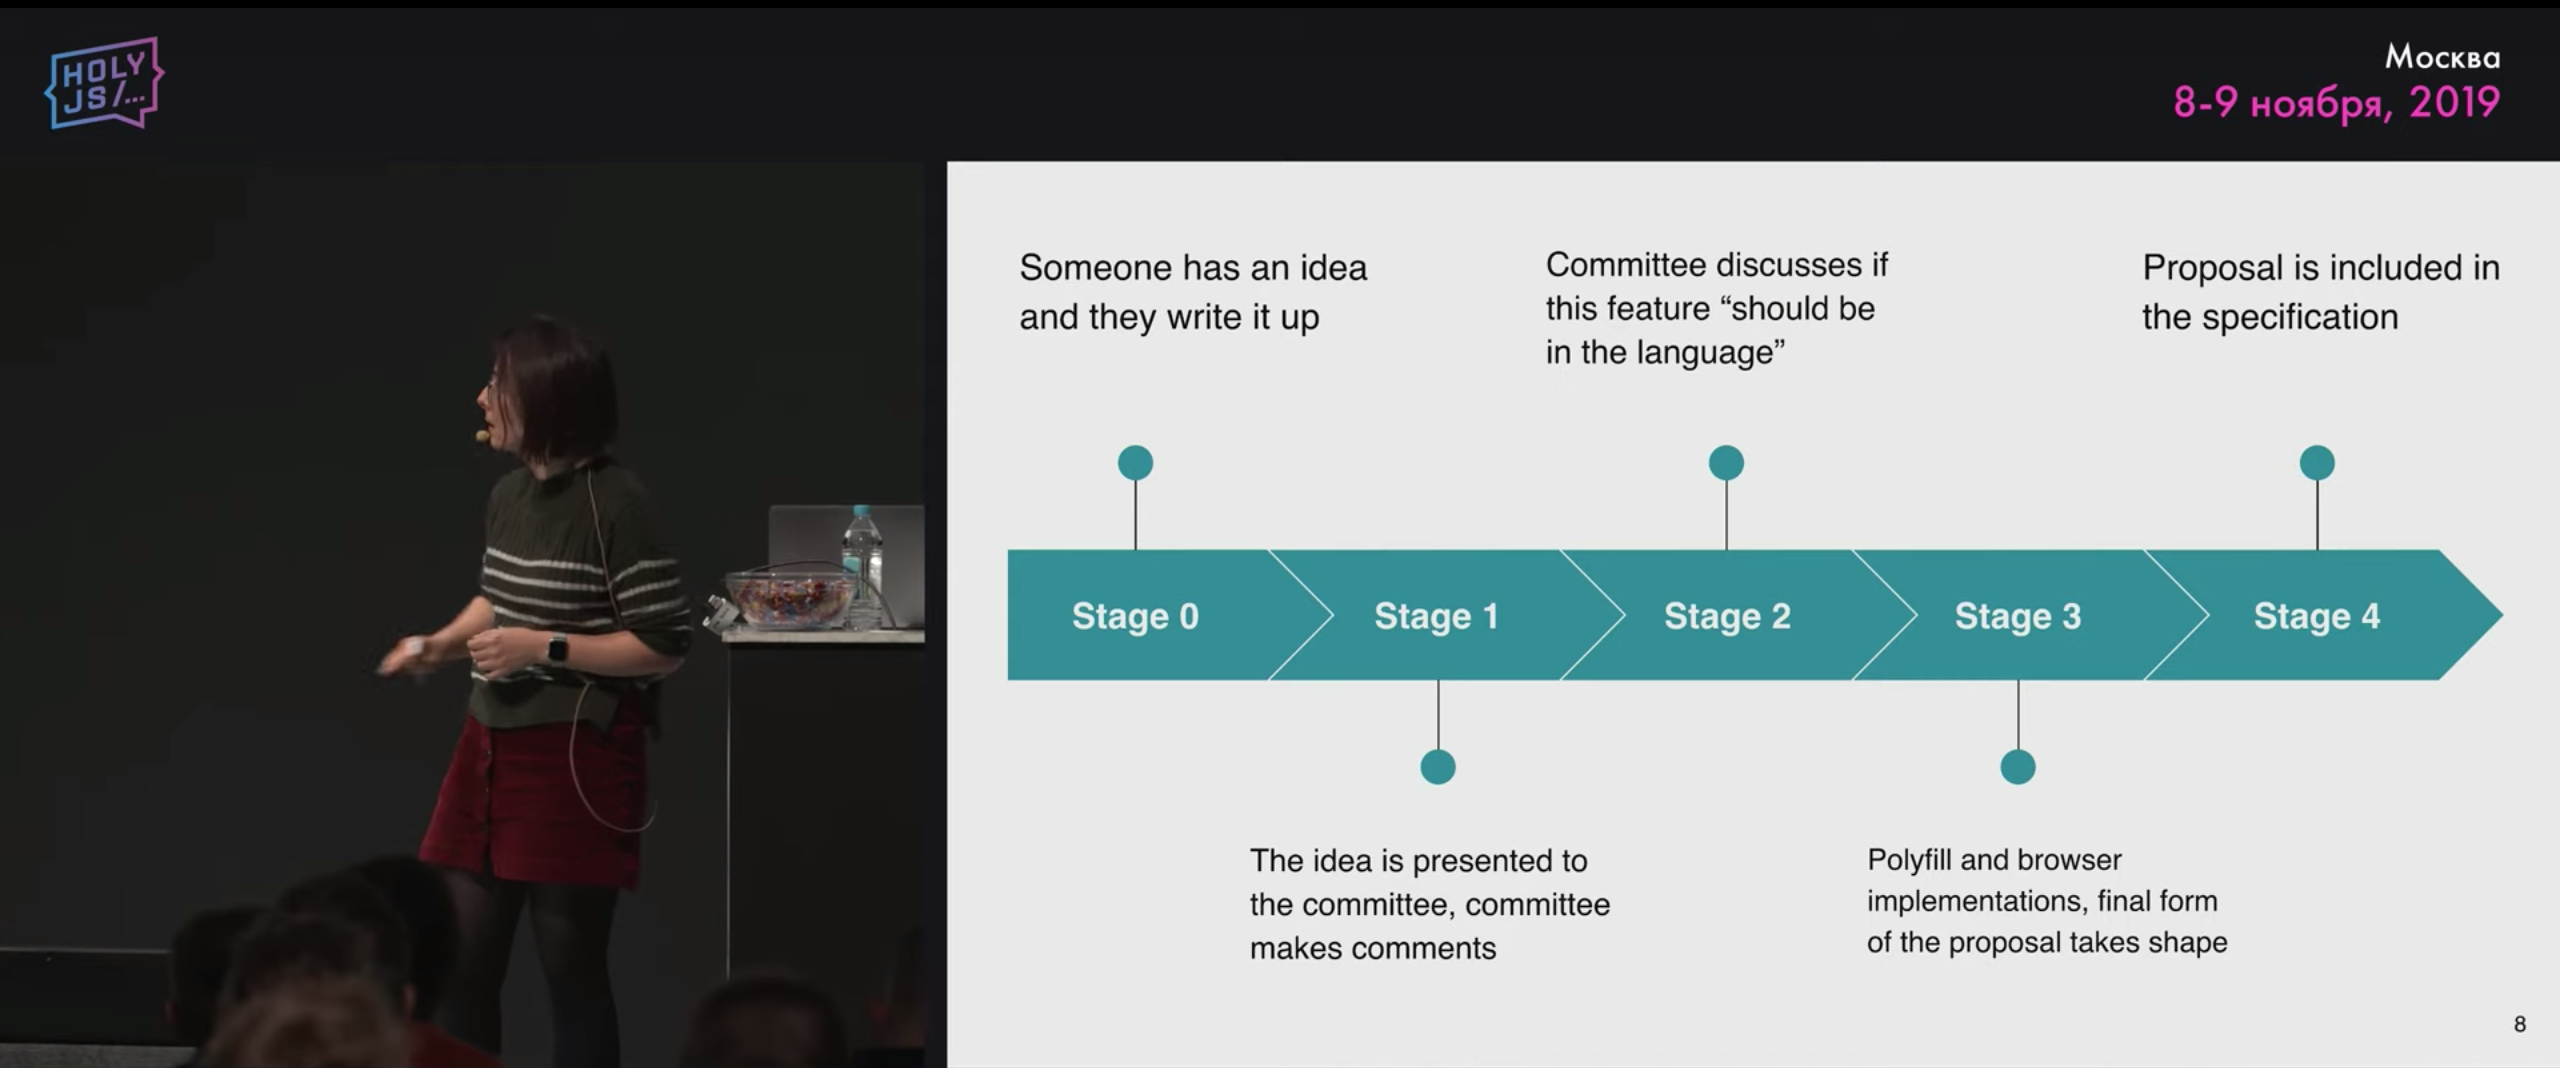 HOLY
JS/...
Москва
8-9 ноября, 2019
Someone has an idea
and they write it up
Committee discusses if
this feature “should be
in the language”
Proposal is included in
the specification
Stage 0
Stage 1
Stage 2
Stage 3
Stage 4
The idea is presented to
the committee, committee
makes comments
Polyfill and browser
implementations, final form
of the proposal takes shape
8